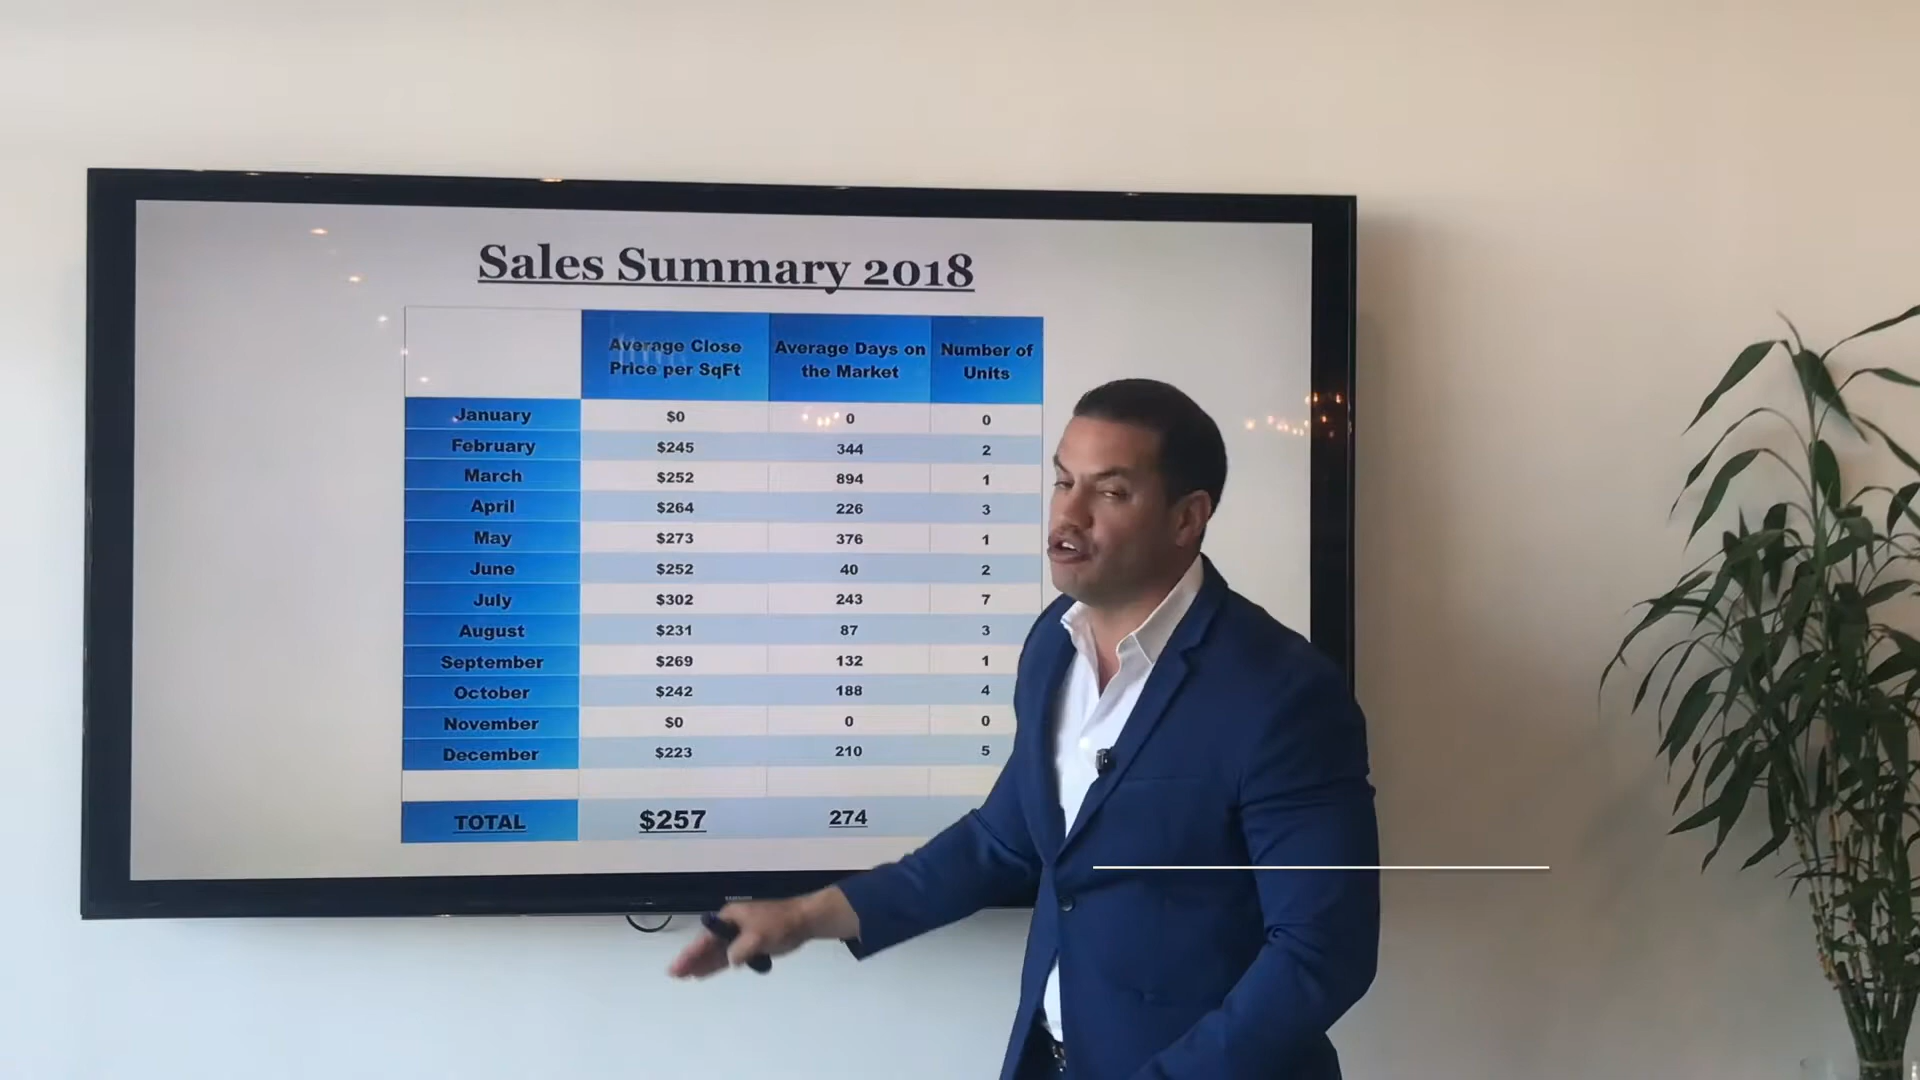 Sales Summary 2018
Average Close Price per SqFt Average Days on the Market Number of Units
January $0 0 0
February $245 344 2
March $252 894 1
April $264 226 3
May $273 376 1
June $252 40 2
July $302 243 7
August $231 87 3
September $269 132 1
October $242 188 4
November $0 0 0
December $223 210 5
TOTAL $257 274